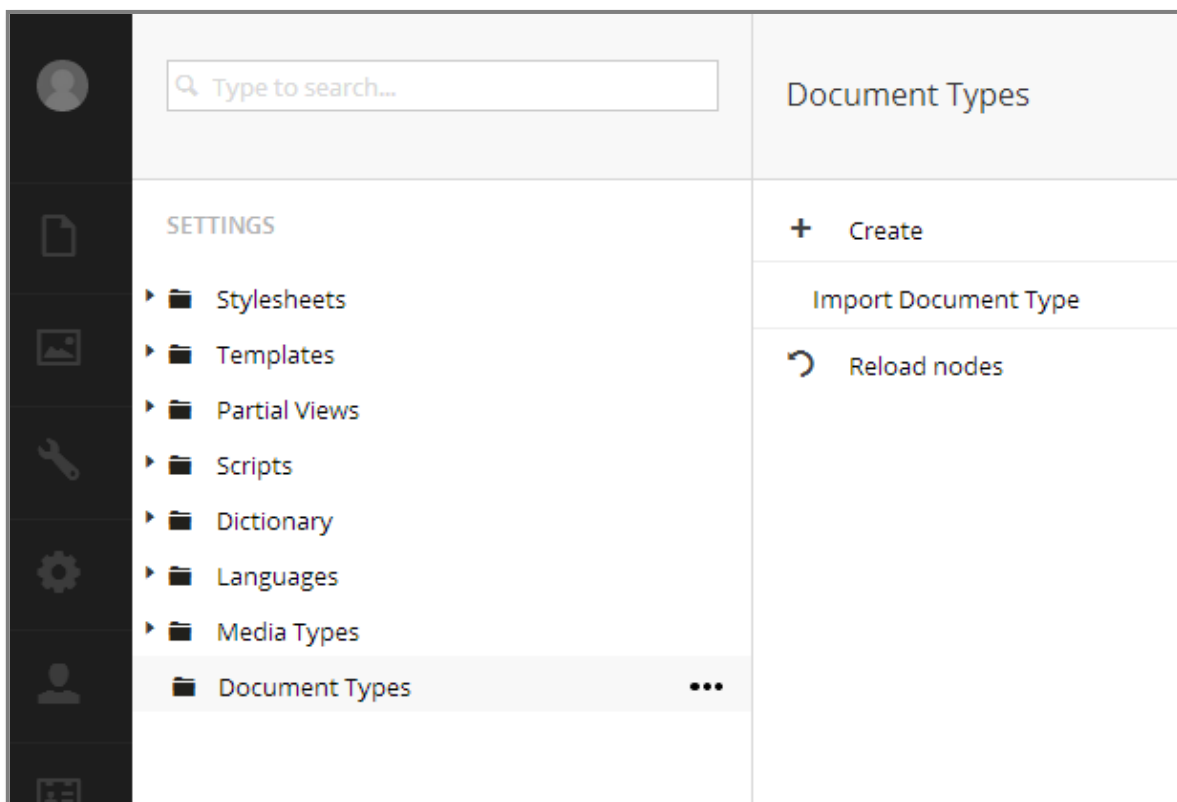 Type to search...
Document Types
SETTINGS
Stylesheets
Templates
Partial Views
Scripts
Dictionary
Languages
Media Types
Document Types
Create
Import Document Type
Reload nodes